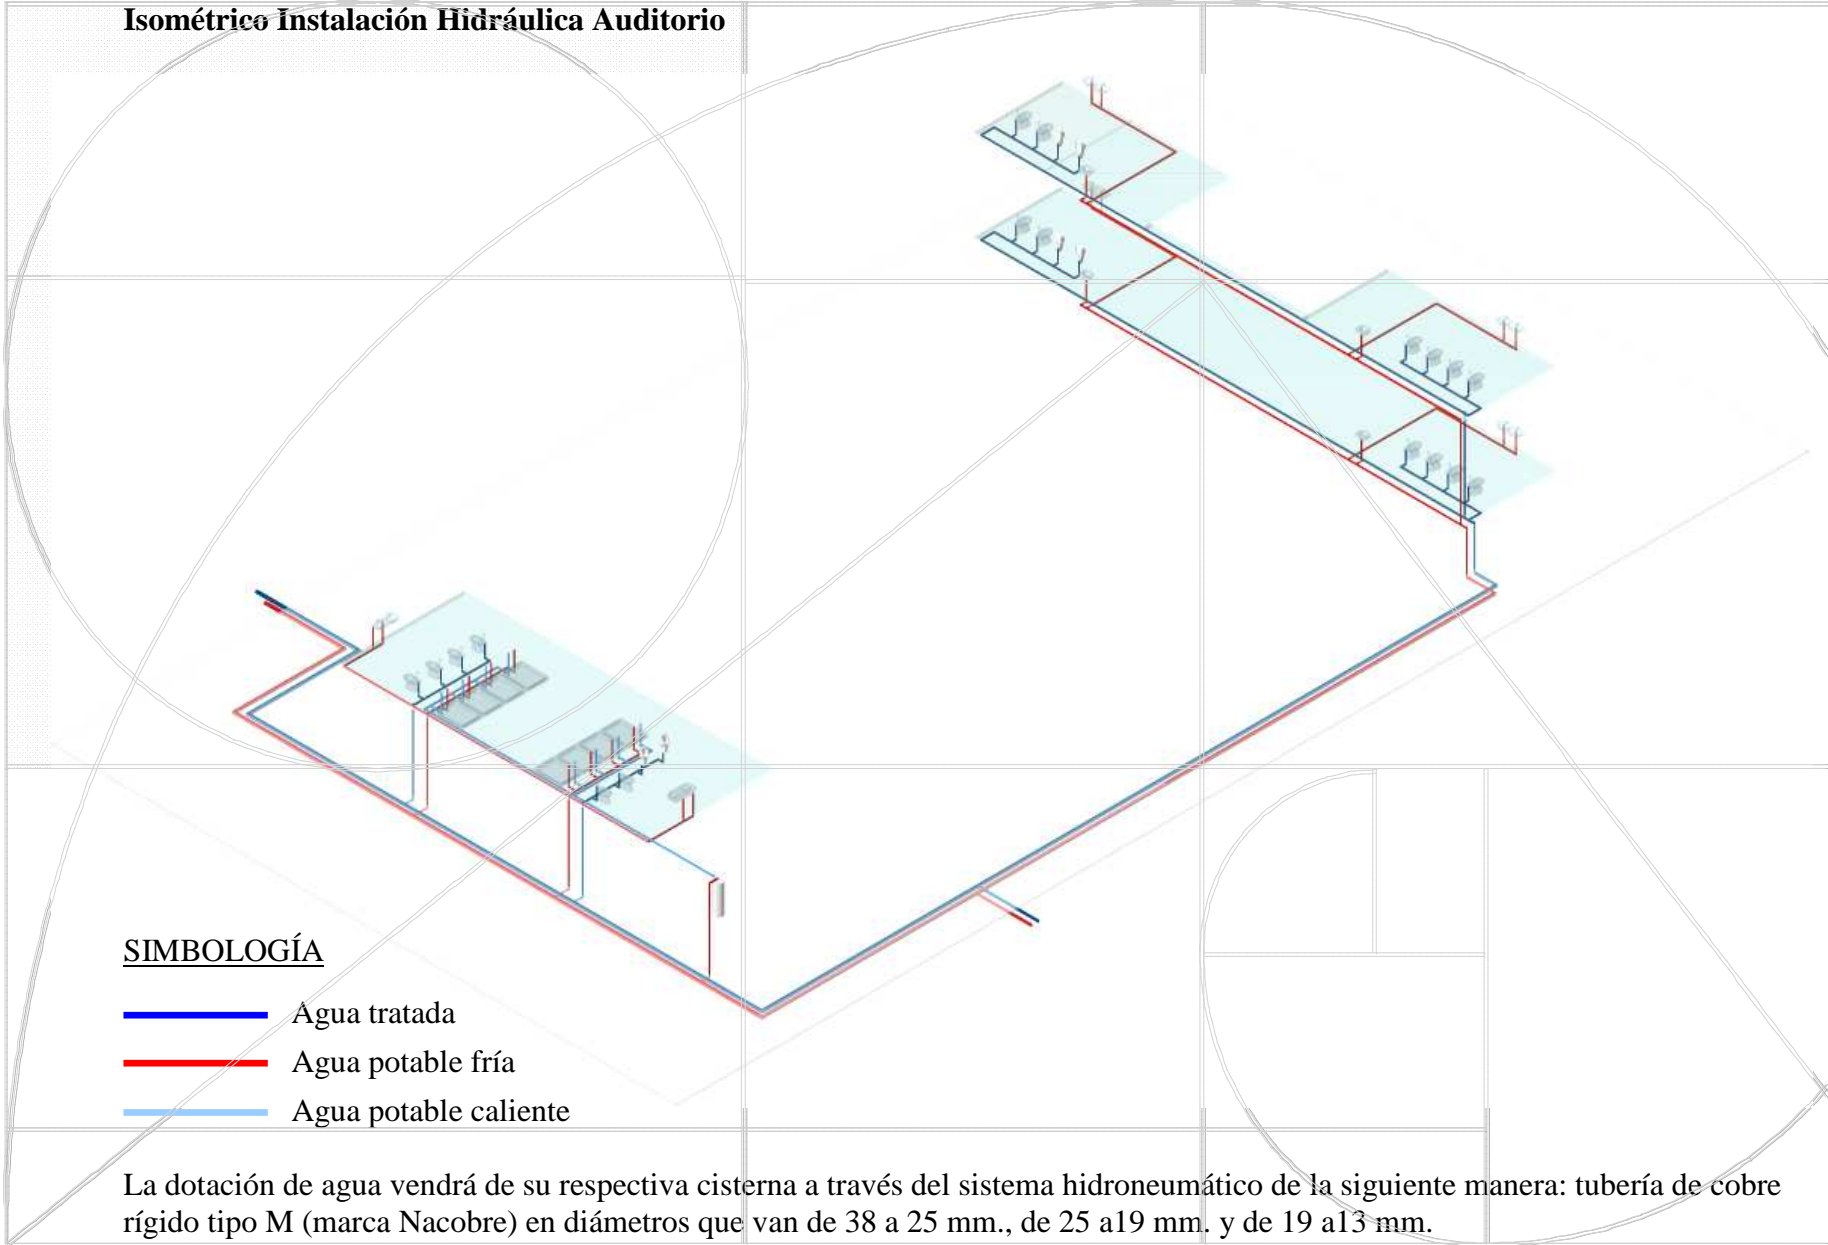 Isométrico Instalación Hidráulica Auditorio
SIMBOLOGÍA
Agua tratada
Agua potable fría
Agua potable caliente
La dotación de agua vendrá de su respectiva cisterna a través del sistema hidroneumático de la siguiente manera: tubería de cobre
rígido tipo M (marca Nacobre) en diámetros que van de 38 a 25 mm., de 25 a19 mm. y de 19 a13 mm.